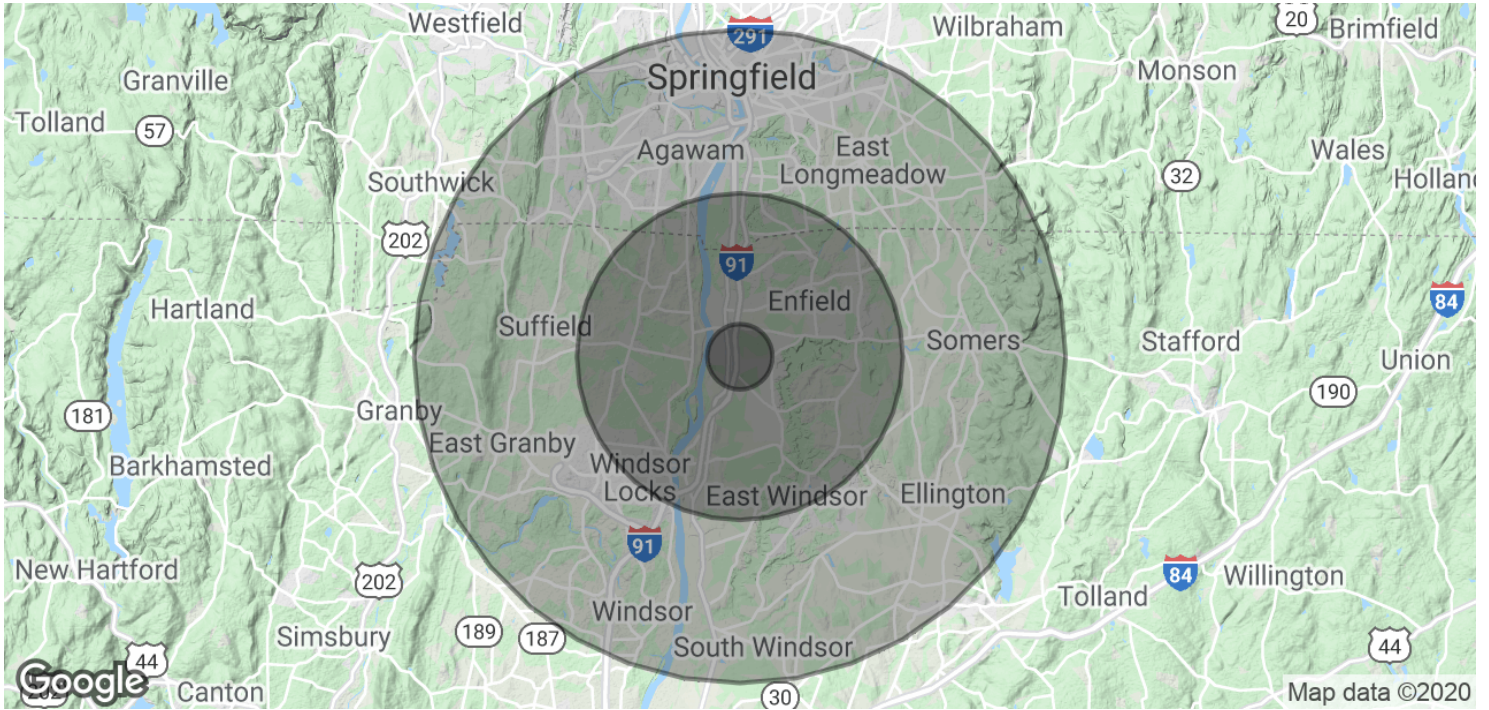 Westfield
291
Wilbraham
20
Brimfield
Springfield
Granville
Monson
Tolland
57
Agawam
East
Longmeadow
Wales
Southwick
32
Holland
202
91
84
Hartland
Enfield
Suffield
Somers
Stafford
Union
190
181
Granby
East Granby
Barkhamsted
Windsor
Locks
East Windsor
Ellington
91
New Hartford
202
84
Willington
Tolland
Windsor
189
187
Simsbury
South Windsor
44
44
Google
202
Canton
30
Map data ©2020